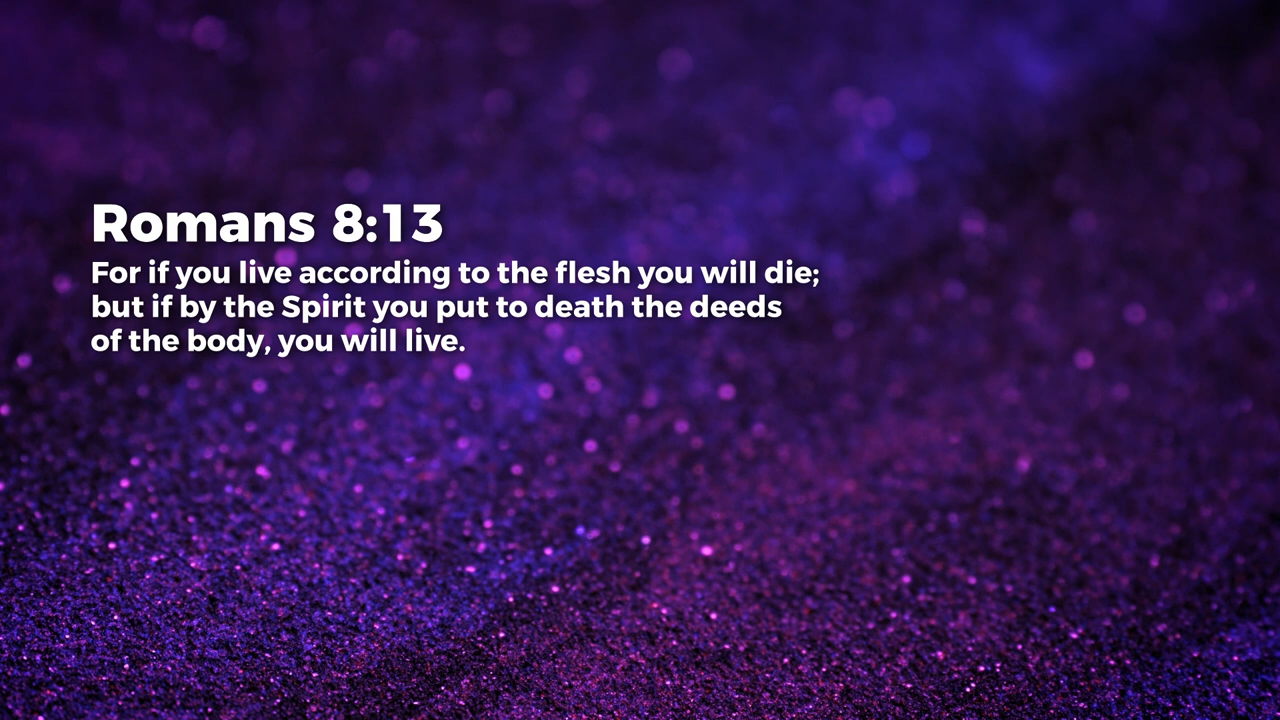 Romans 8:13
For if you live according to the flesh you will die;
but if by the Spirit you put to death the deeds
of the body, you will live.